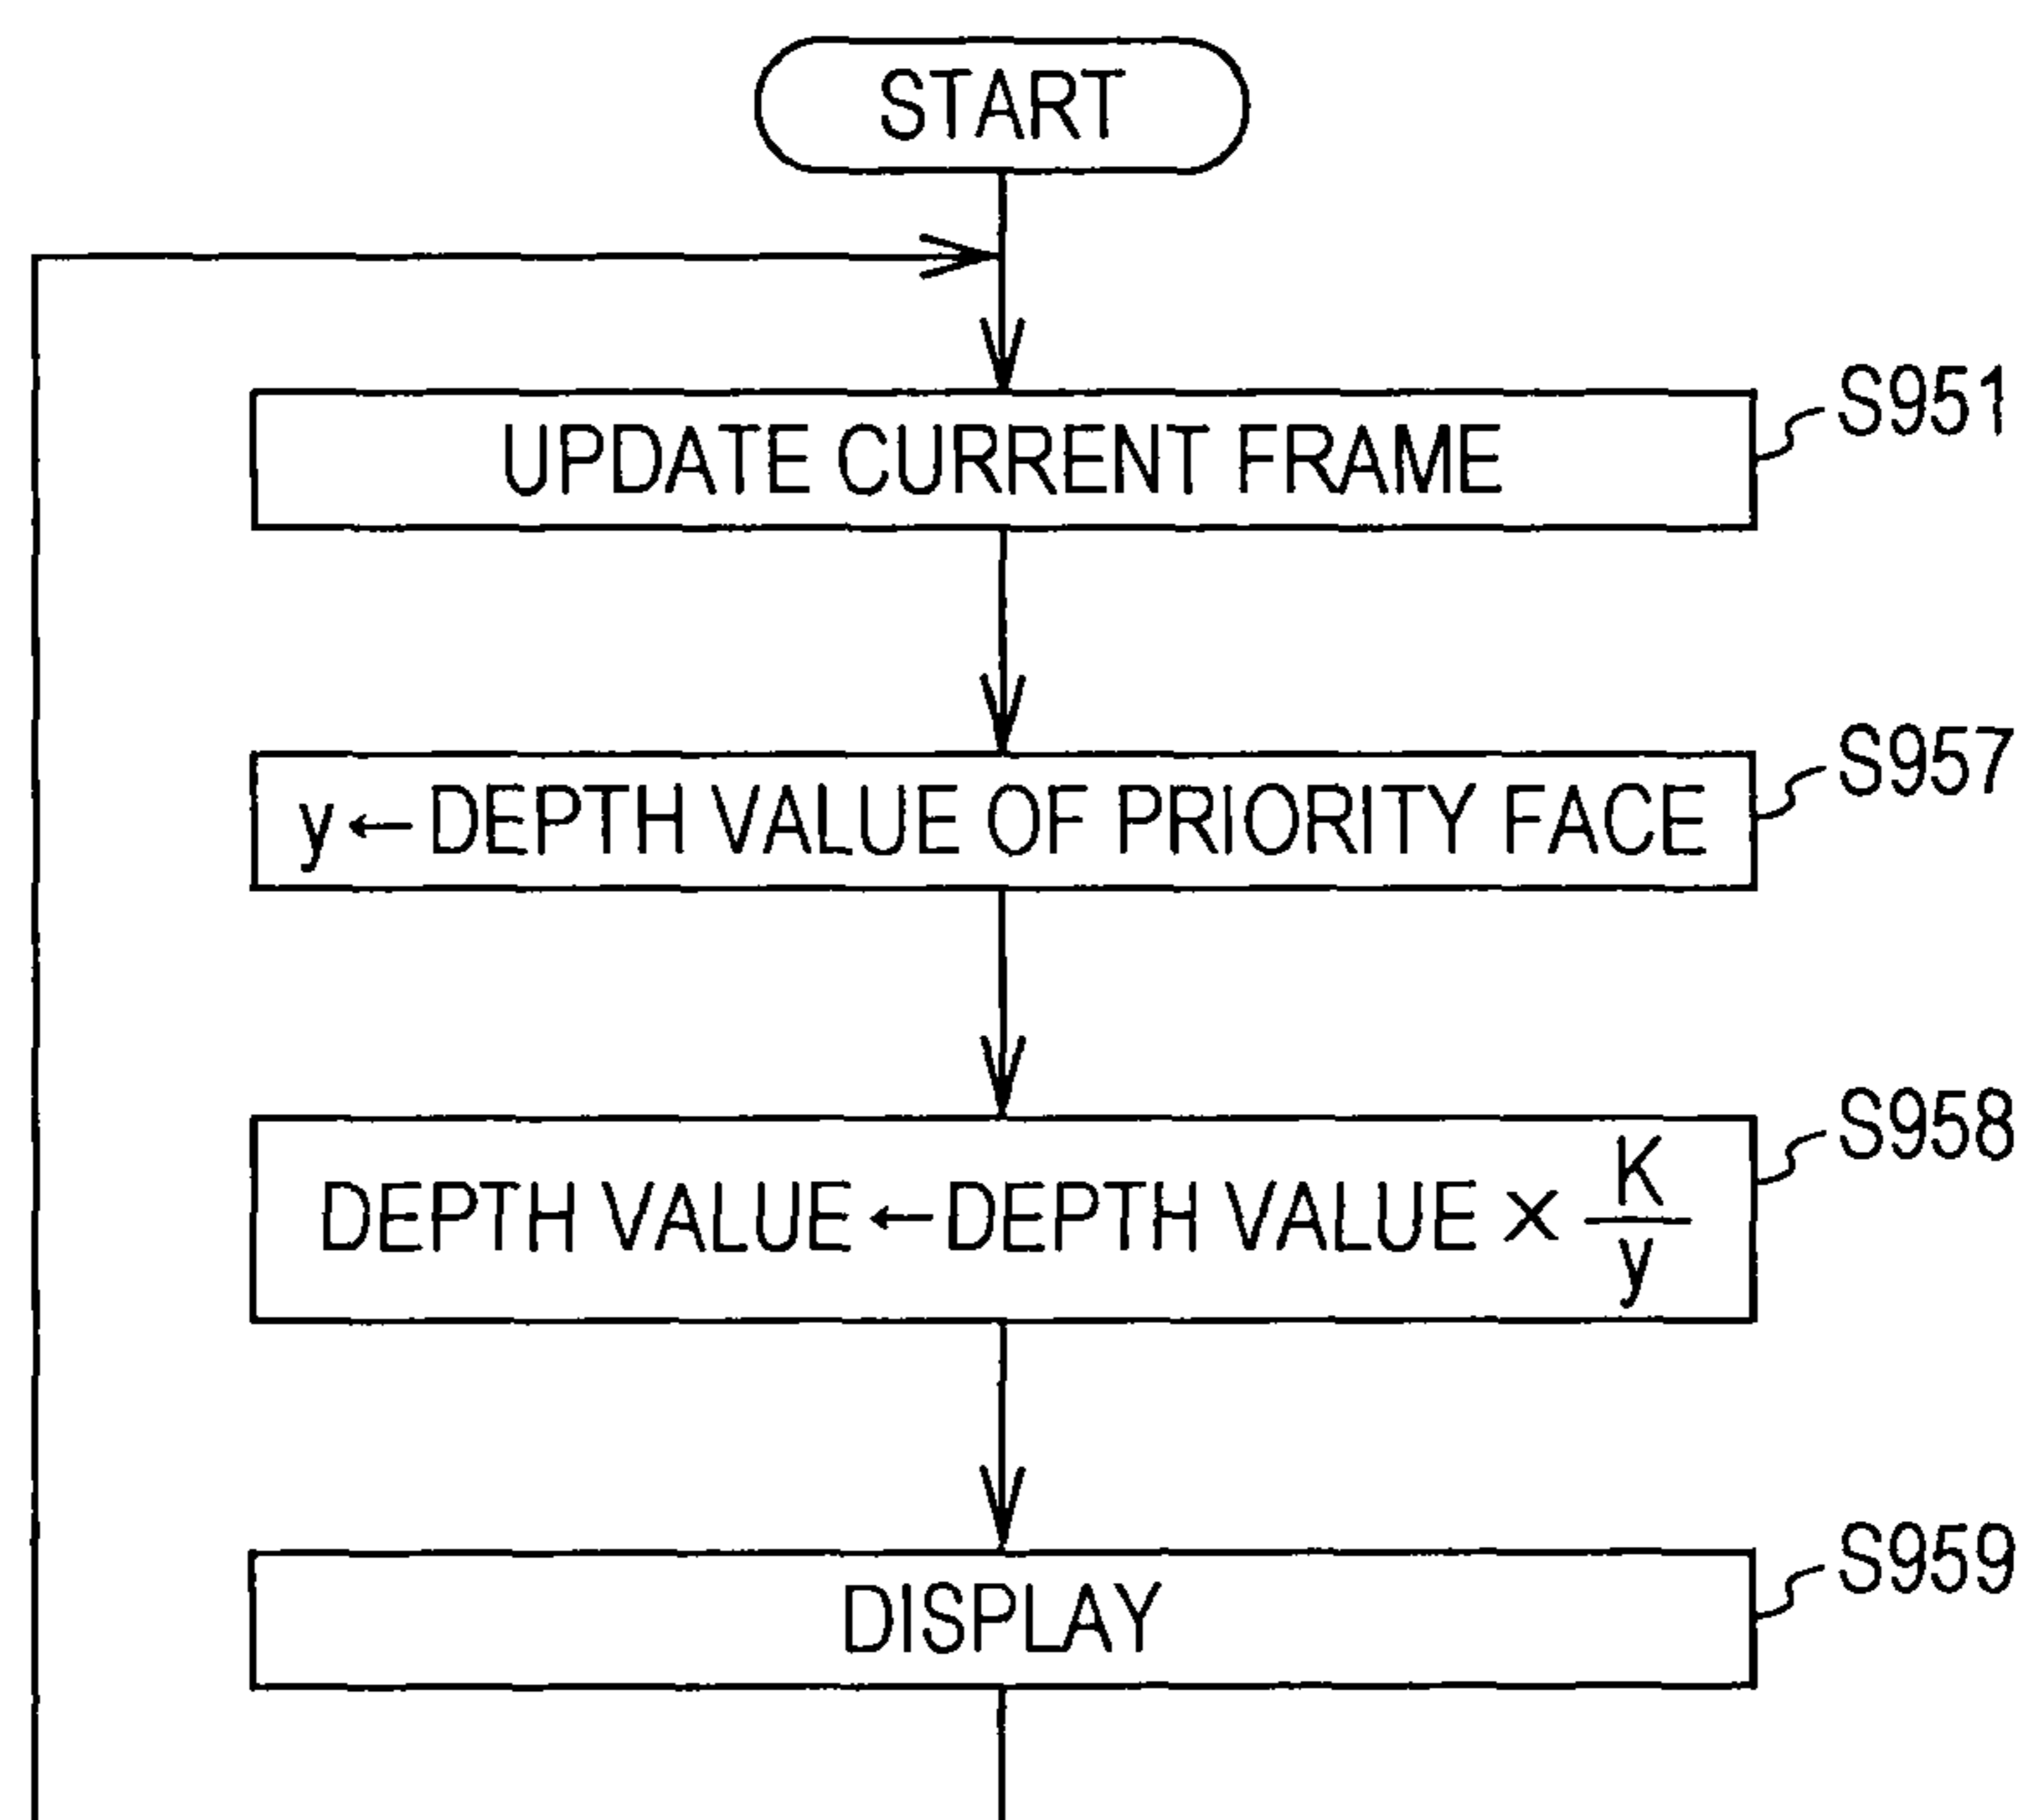 START
UPDATE CURRENT FRAME
S951
y←DEPTH VALUE OF PRIORITY FACE
S957
DEPTH VALUE←DEPTH VALUE × K/y
S958
DISPLAY
S959